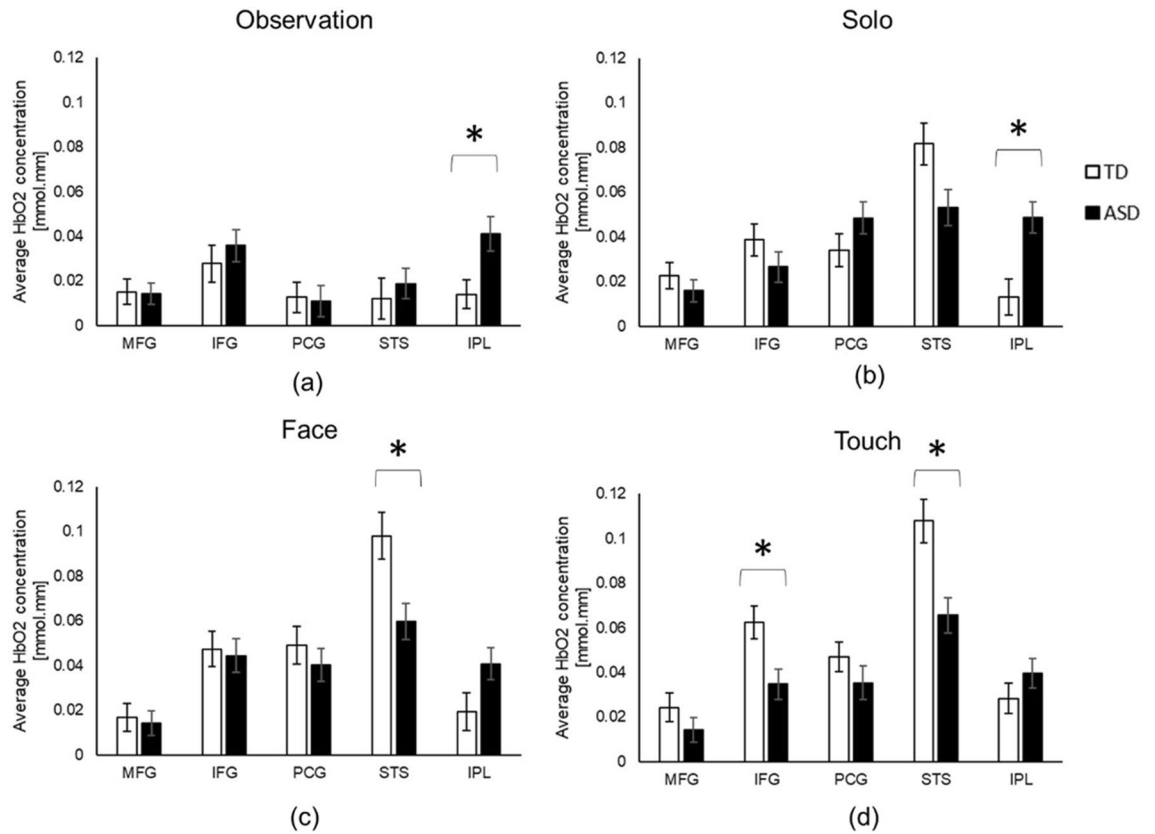 Observation
Average HbO2 concentration
[mmol.mm]
0.12
0.1
0.08
0.06
0.04
0.02
0
*
MFG IFG PCG STS IPL
(a)
Solo
Average HbO2 concentration
[mmol.mm]
0.12
0.1
0.08
0.06
0.04
0.02
0
*
MFG IFG PCG STS IPL
(b)
TD
ASD
Face
Average HbO2 concentration
[mmol.mm]
0.12
0.1
0.08
0.06
0.04
0.02
0
*
MFG IFG PCG STS IPL
(c)
Touch
Average HbO2 concentration
[mmol.mm]
0.12
0.1
0.08
0.06
0.04
0.02
0
*
*
MFG IFG PCG STS IPL
(d)